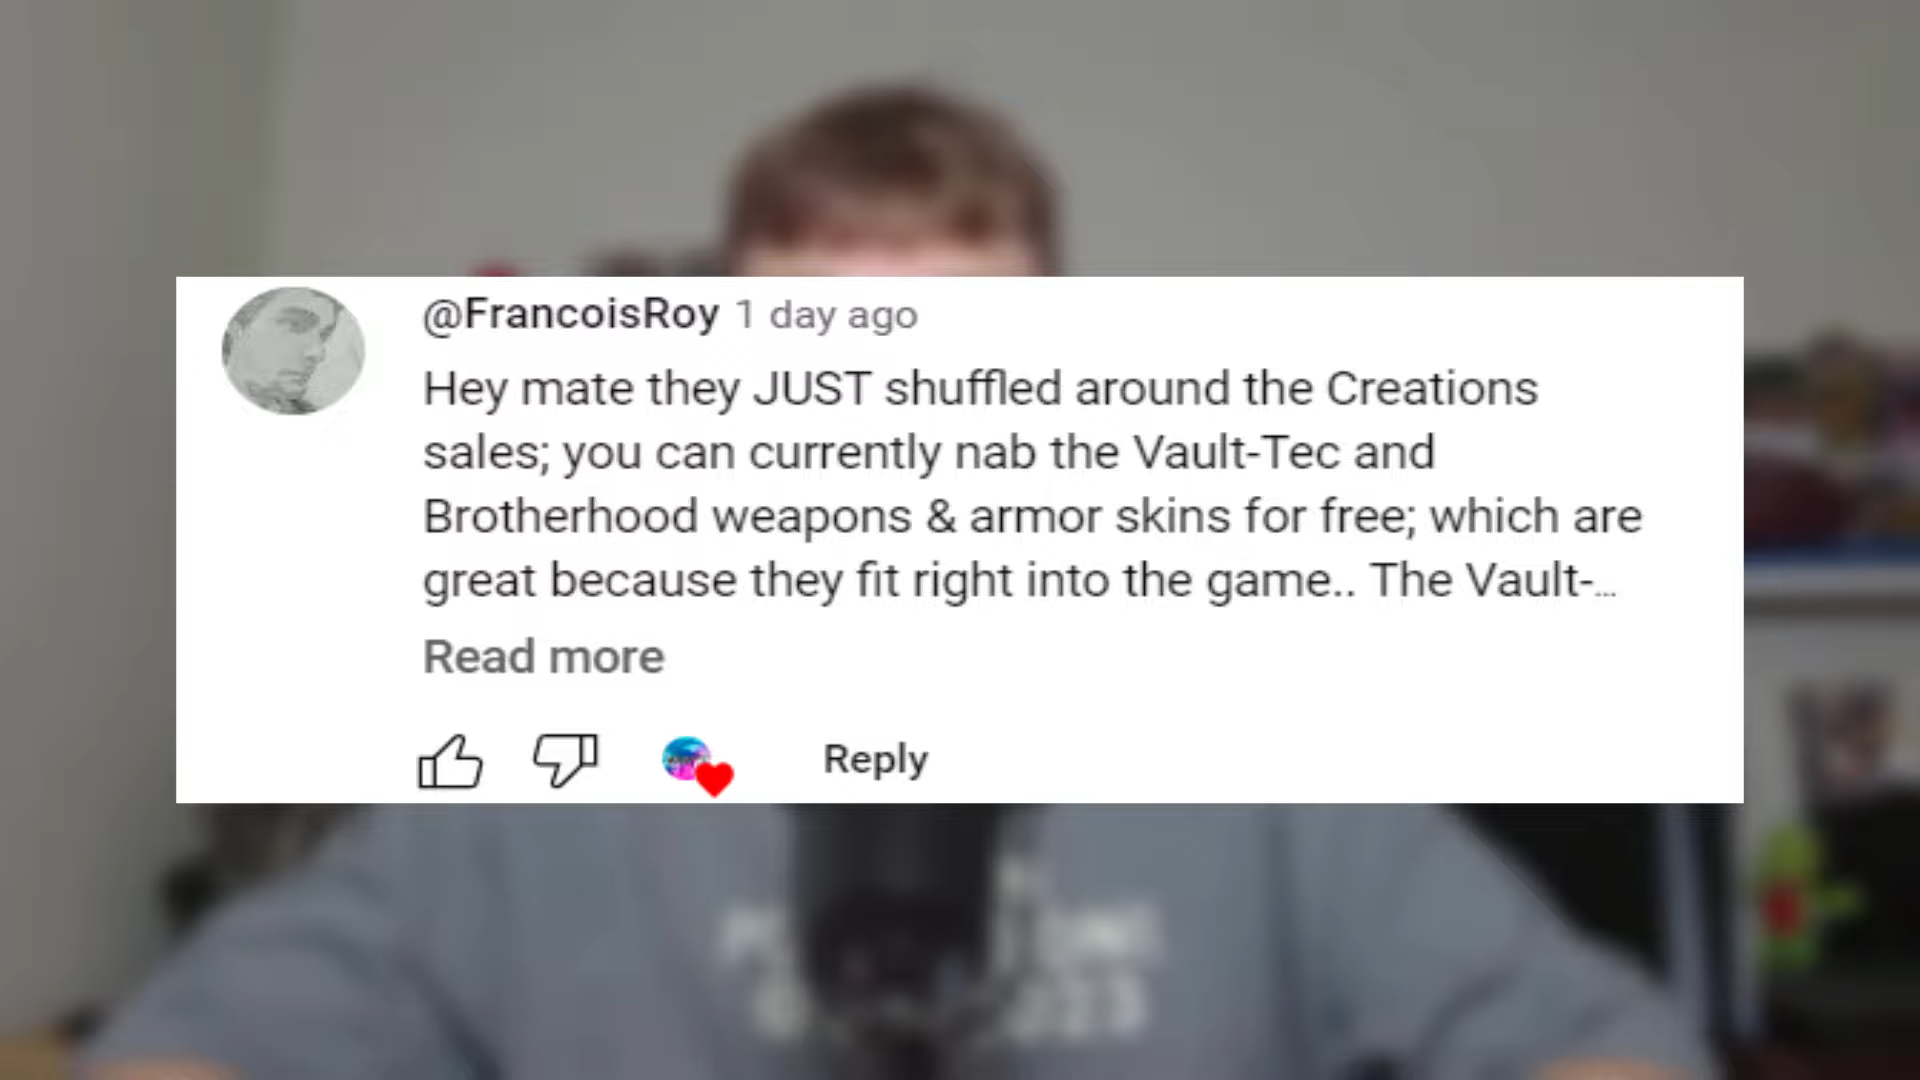 @FrancoisRoy 1 day ago
Hey mate they JUST shuffled around the Creations
sales; you can currently nab the Vault-Tec and
Brotherhood weapons & armor skins for free; which are
great because they fit right into the game.. The Vault-...
Read more
Reply